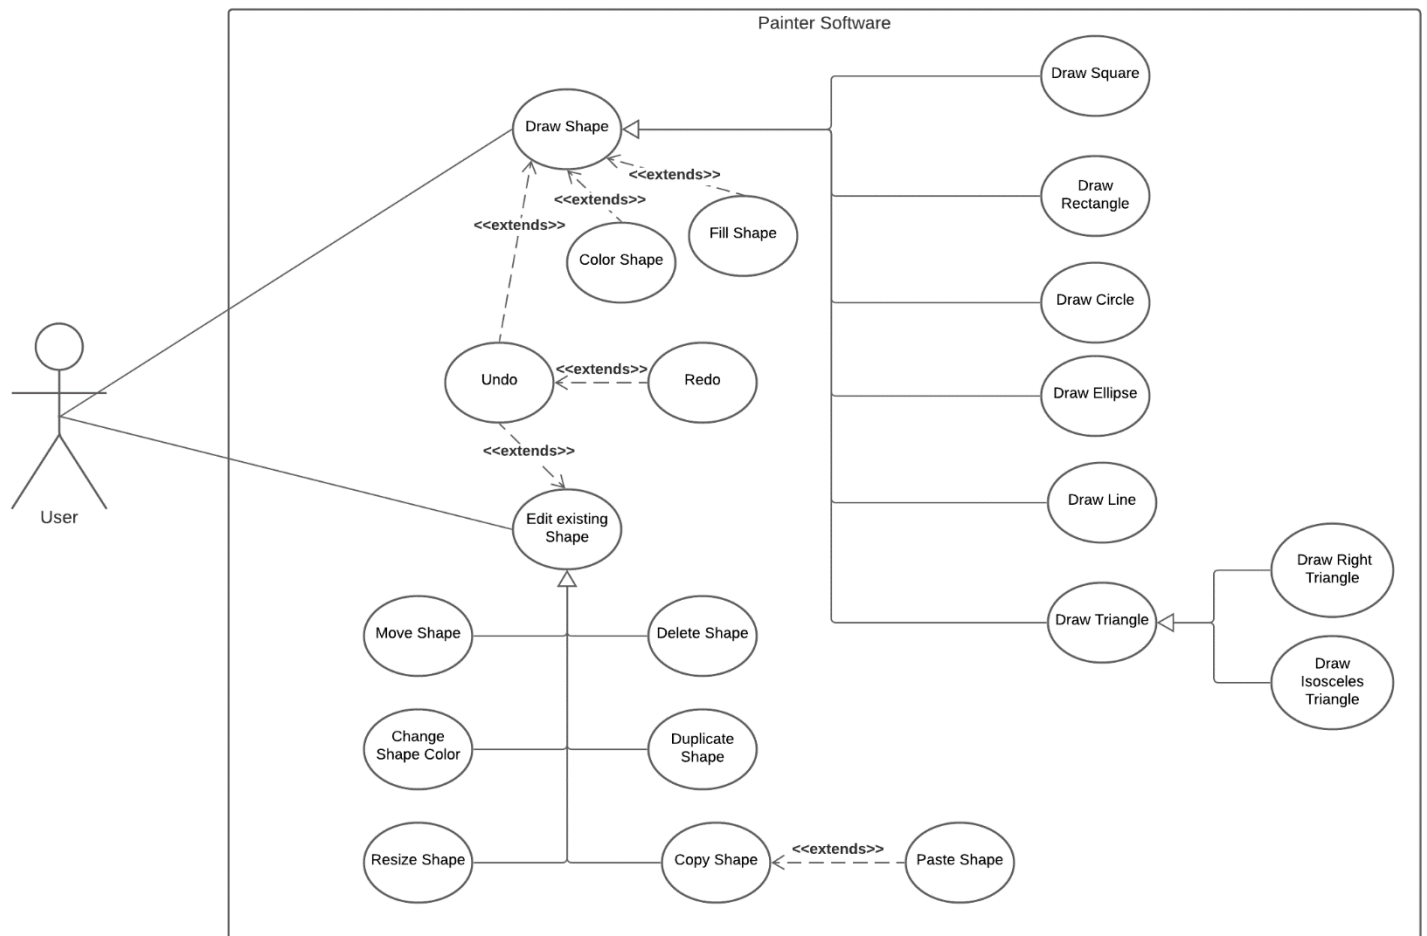 Painter Software
Draw Square
Draw Shape
<<extends>>
Draw
Rectangle
<<extends>>
<<extends>>
Fill Shape
Color Shape
Draw Circle
<<extends>>
Undo
Redo
Draw Ellipse
<<extends>>
Draw Line
User
Edit existing
Shape
Draw Right
Triangle
Draw Triangle
Move Shape
Delete Shape
Draw
Isosceles
Triangle
Change
Shape Color
Duplicate
Shape
Resize Shape
Copy Shape
<<extends>>
Paste Shape